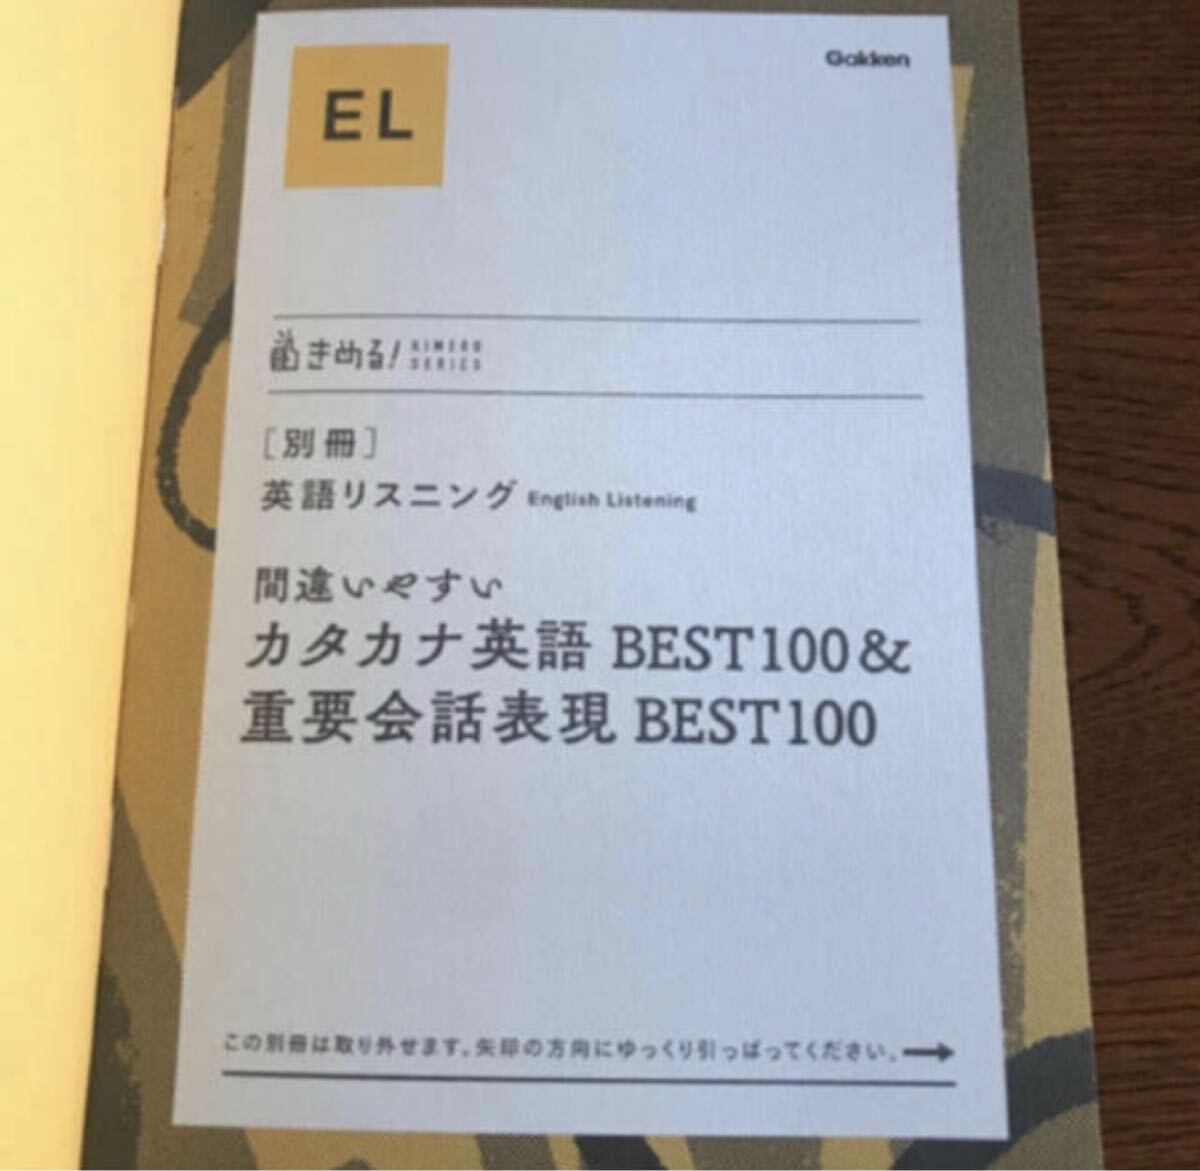 EL
Gakken
きめる! KIMERU
SERIES
[別冊]
英語リスニング English Listening
間違いやすい
カタカナ英語 BEST100&
重要会話表現 BEST100
この別冊は取り外せます。矢印の方向にゆっくり引っぱってください。→